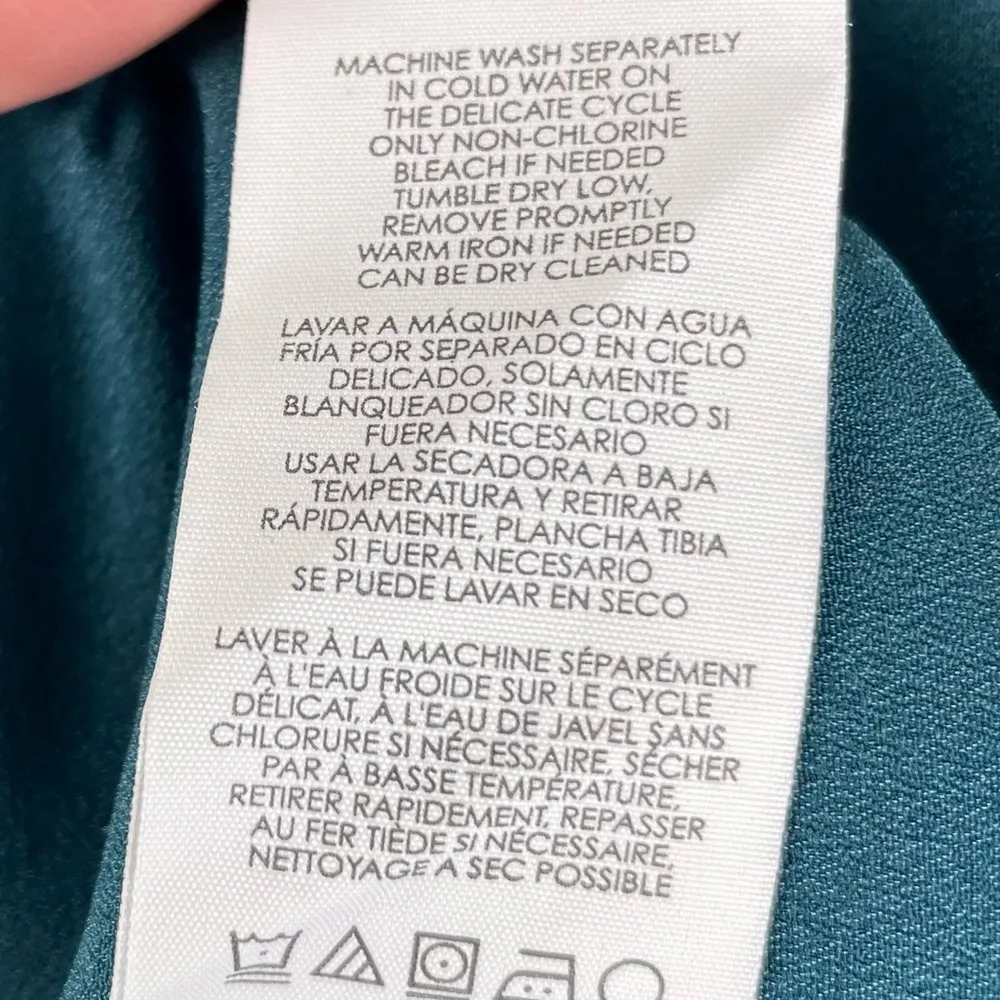 MACHINE WASH SEPARATELY
IN COLD WATER ON
THE DELICATE CYCLE
ONLY NON-CHLORINE
BLEACH IF NEEDED
TUMBLE DRY LOW,
REMOVE PROMPTLY
WARM IRON IF NEEDED
CAN BE DRY CLEANED
LAVAR A MÁQUINA CON AGUA
FRÍA POR SEPARADO EN CICLO
DELICADO, SOLAMENTE
BLANQUEADOR SIN CLORO SI
FUERA NECESARIO
USAR LA SECADORA A BAJA
TEMPERATURA Y RETIRAR
RÁPIDAMENTE, PLANCHA TIBIA
SI FUERA NECESARIO
SE PUEDE LAVAR EN SECO
LAVER À LA MACHINE SÉPARÉMENT
À L'EAU FROIDE SUR LE CYCLE
DÉLICAT, À L'EAU DE JAVEL SANS
CHLORURE SI NÉCESSAIRE, SÉCHER
PAR À BASSE TEMPÉRATURE,
RETIRER RAPIDEMENT, REPASSER
AU FER TIÈDE SI NÉCESSAIRE,
NETTOYAGE A SEC POSSIBLE